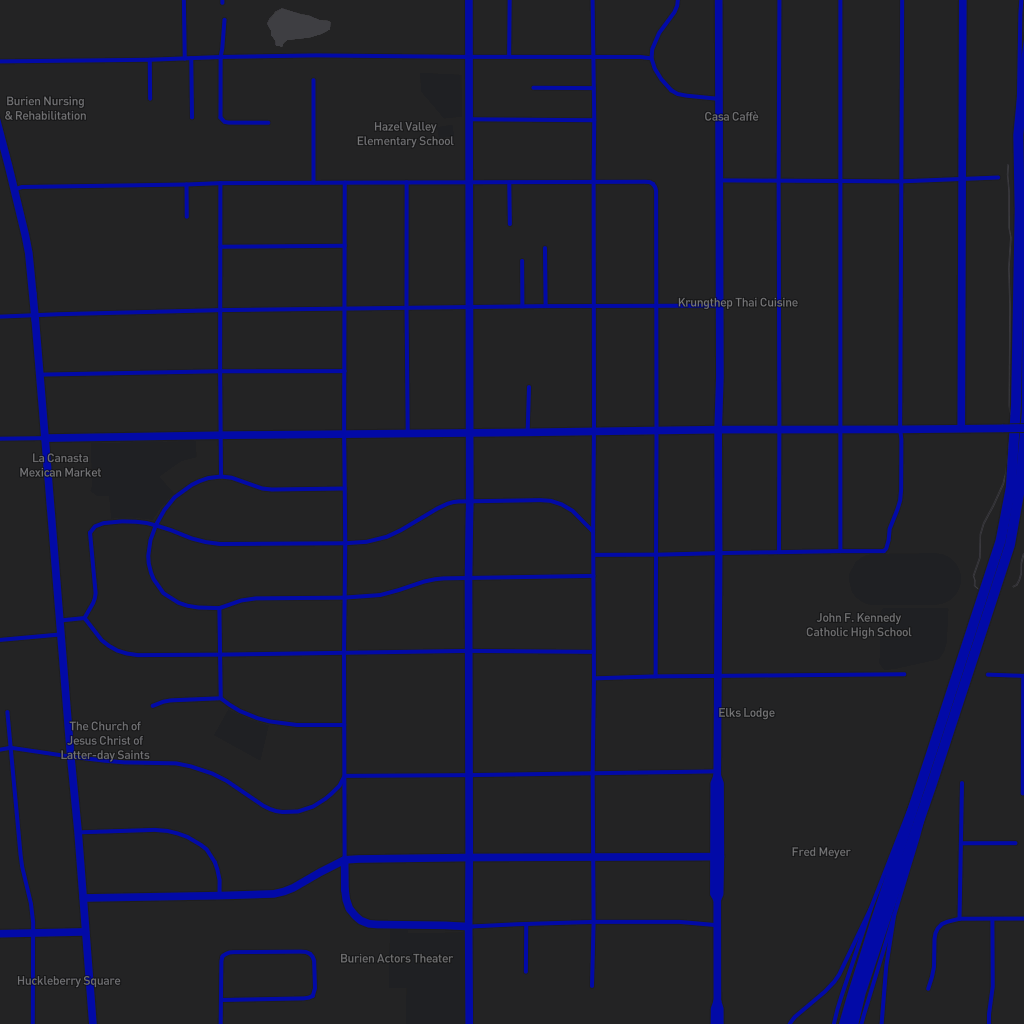 Burien Nursing
& Rehabilitation
Hazel Valley
Elementary School
Casa Caffè
Krungthep Thai Cuisine
La Canasta
Mexican Market
John F. Kennedy
Catholic High School
The Church of
Jesus Christ of
Latter-day Saints
Elks Lodge
Fred Meyer
Burien Actors Theater
Huckleberry Square